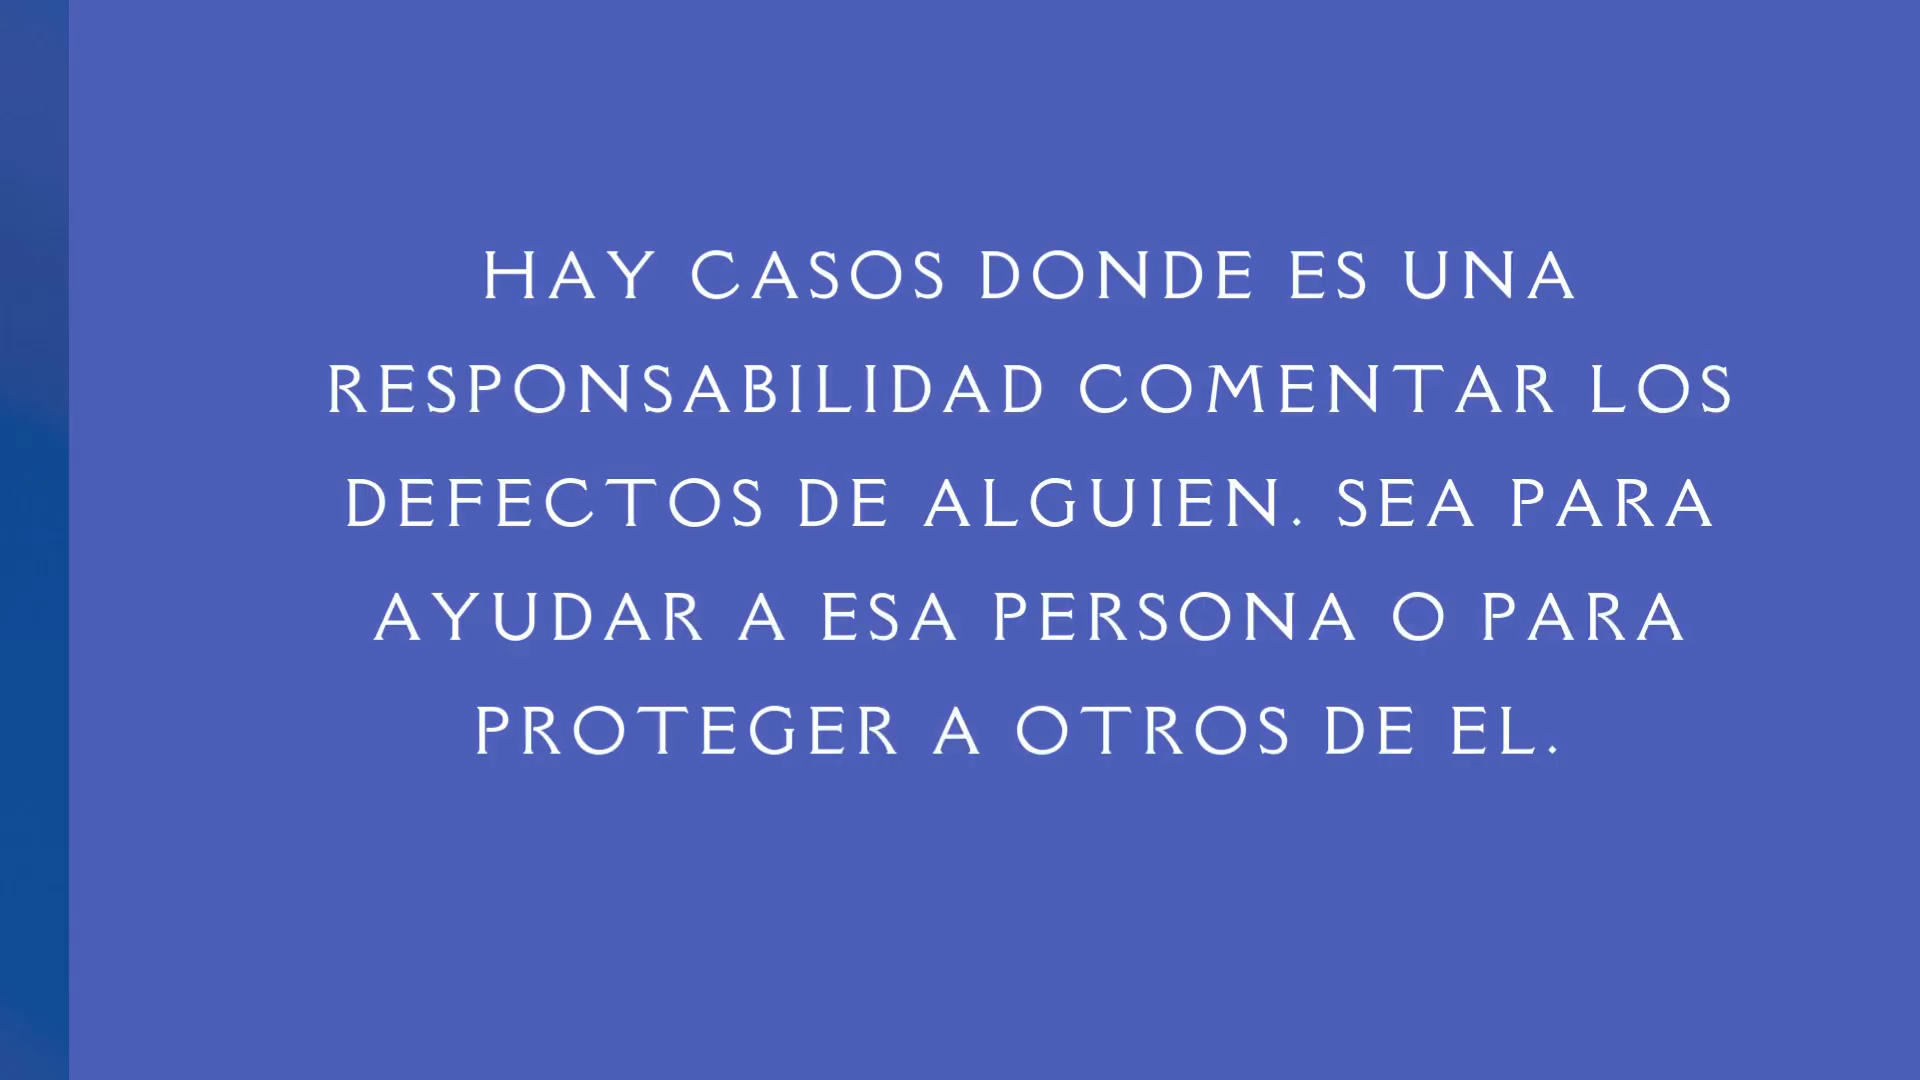 HAY CASOS DONDE ES UNA
RESPONSABILIDAD COMENTAR LOS
DEFECTOS DE ALGUIEN. SEA PARA
AYUDAR A ESA PERSONA O PARA
PROTEGER A OTROS DE EL.